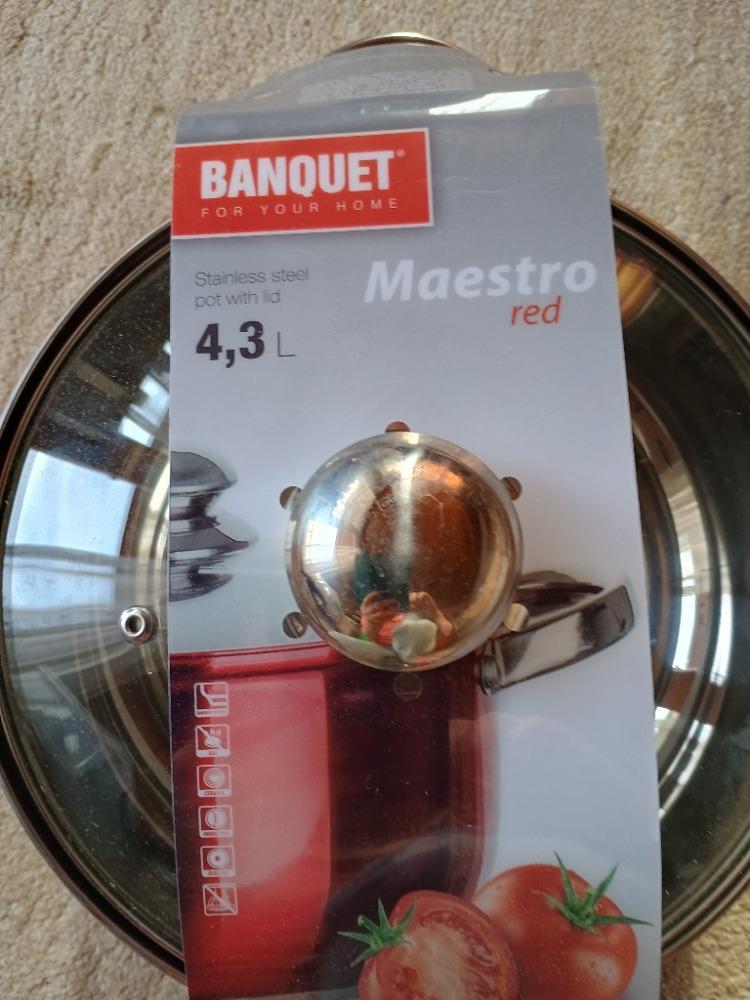 BANQUET®
FOR YOUR HOME
Stainless steel
pot with lid
4,3 L
Maestro
red